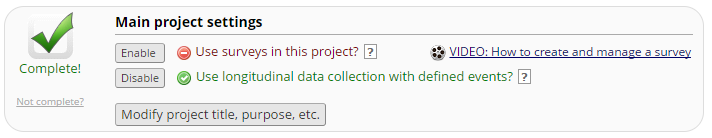 Main project settings
Complete!
Not complete?
Enable Use surveys in this project? ? VIDEO: How to create and manage a survey
Disable Use longitudinal data collection with defined events? ?
Modify project title, purpose, etc.